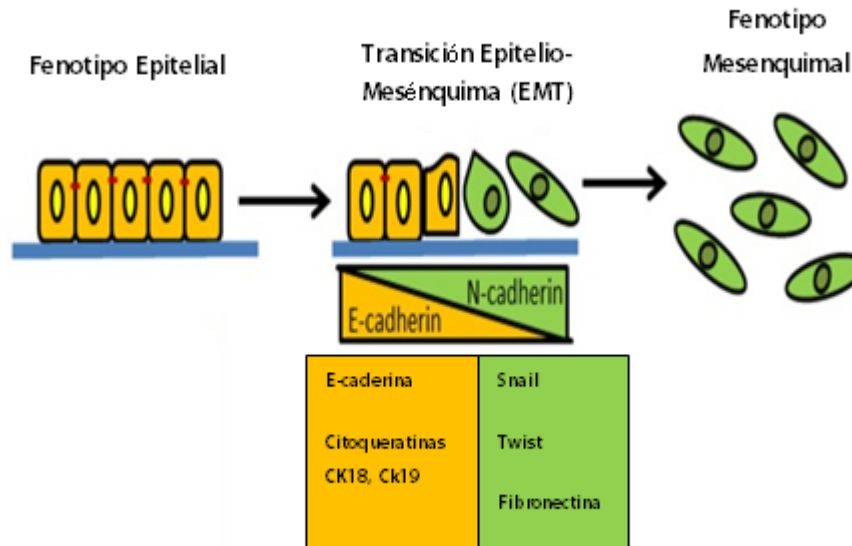 Fenotipo Epitelial
Transición Epitelio-
Mesénquima (EMT)
Fenotipo
Mesenquimal
N-cadherin
E-cadherin
E-caderina
Citoqueratinas
CK18, Ck19
Snail
Twist
Fibronectina